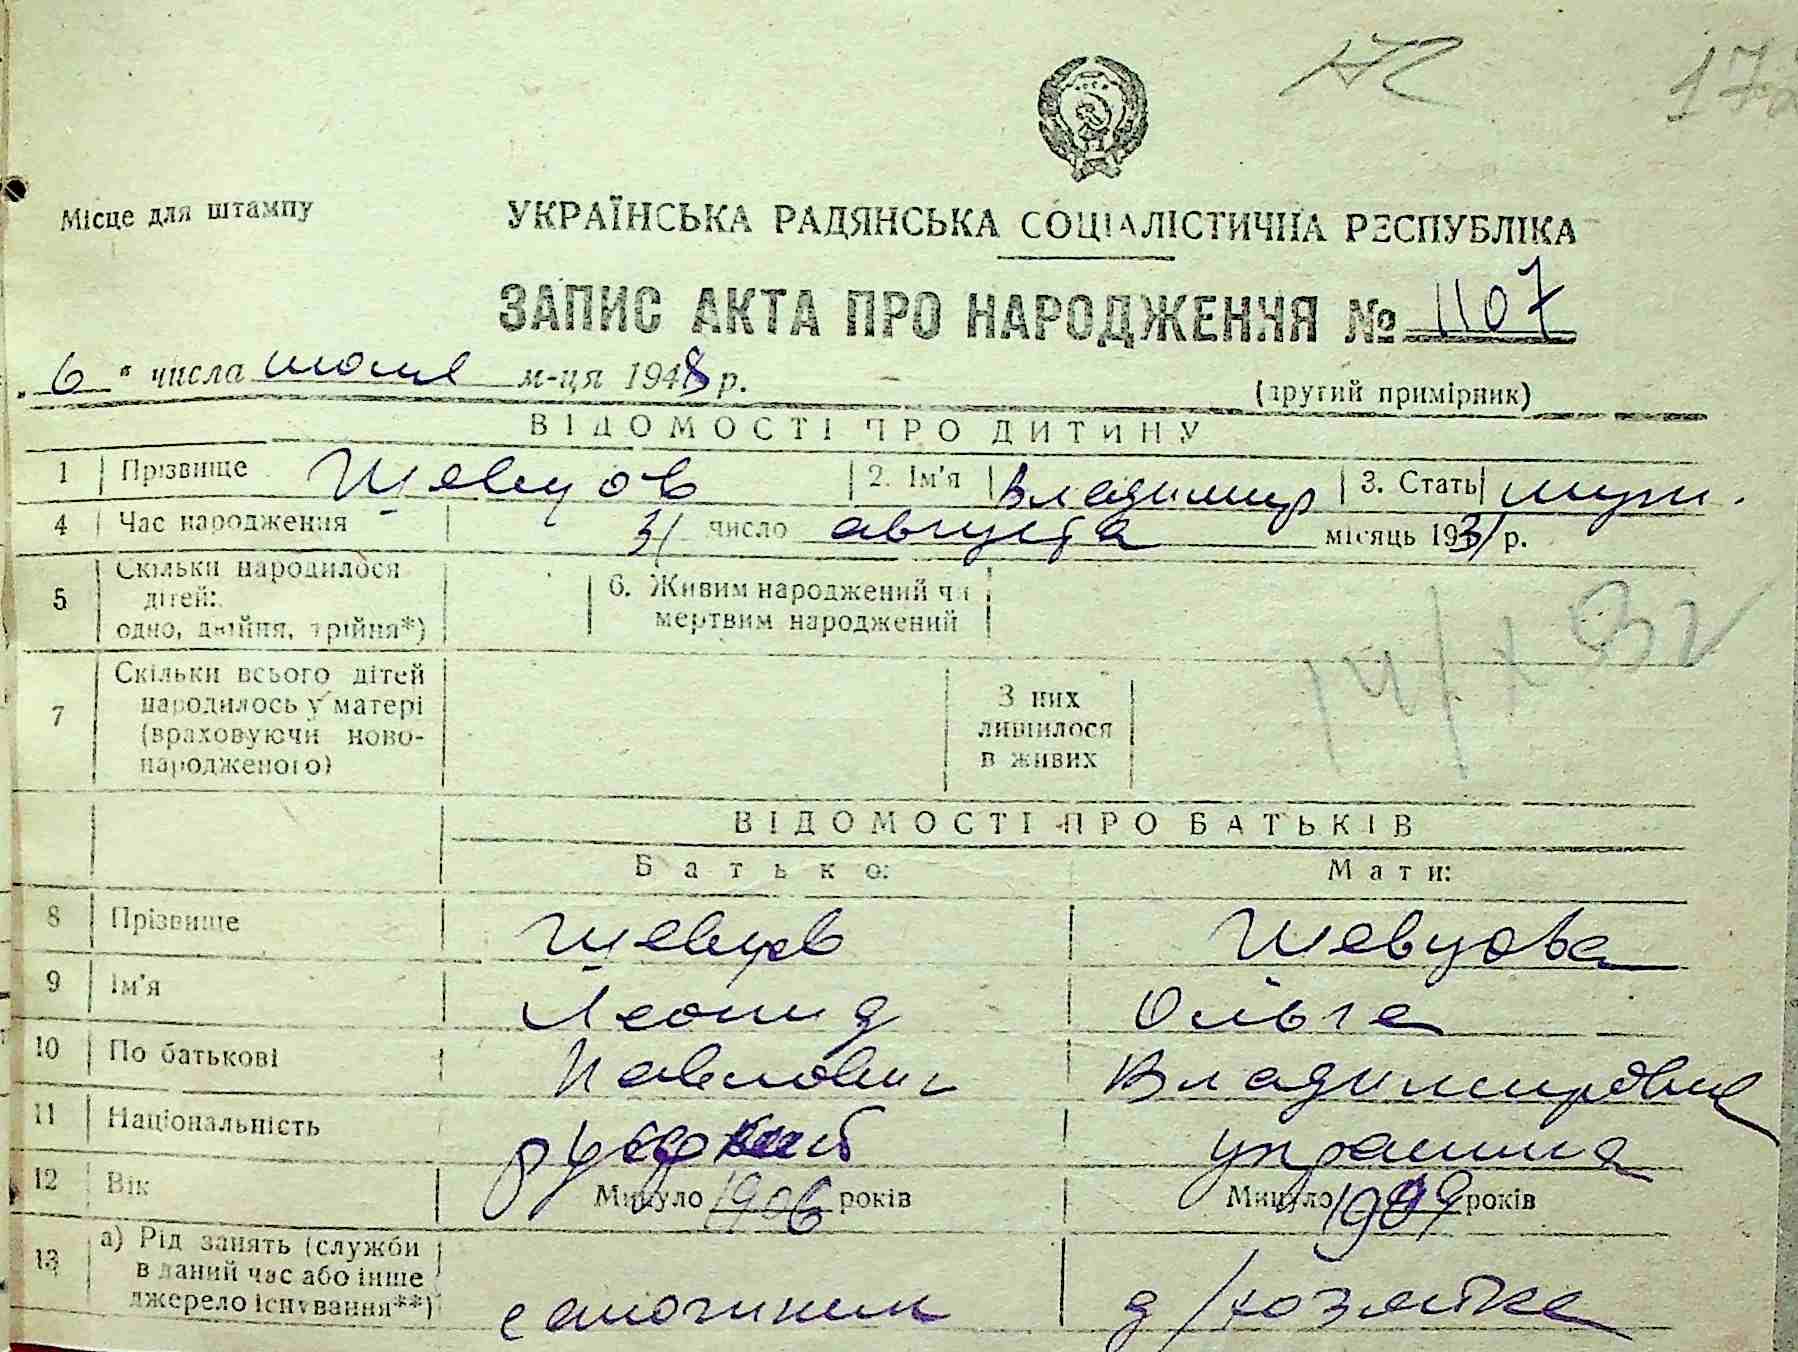 Місце для штампу
УКРАЇНСЬКА РАДЯНСЬКА СОЦІАЛІСТИЧНА РЕСПУБЛІКА
ЗАПИС АКТА ПРО НАРОДЖЕННЯ № 1107
„6" числа июля м-ця 1948 р.
(другий примірник)
ВІДОМОСТІ ПРО ДИТИНУ
1 Прізвище Шевцов 2. Ім'я Владимир 3. Стать муж.
4 Час народження 31 число августа місяць 1931 р.
5 Скільки народилося дітей: одно, двійня, трійня*) 6. Живим народжений чи мертвим народжений
7 Скільки всього дітей народилось у матері (враховуючи ново-народженого) З них лишилося в живих
ВІДОМОСТІ ПРО БАТЬКІВ
Батько: Мати:
8 Прізвище Шевцов Шевцова
9 Ім'я Леонид Ольга
10 По батькові Павлович Владимировна
11 Національність русский украинка
12 Вік Минуло 1906 років Минуло років
13 а) Рід занять (служби в даний час або інше джерело існування**) д/хозяйка